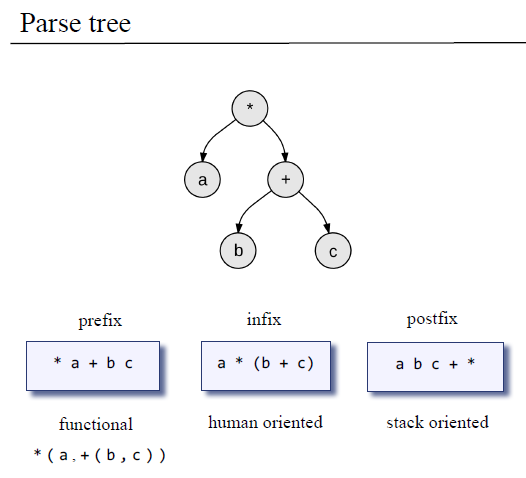 Parse tree
*
a
+
b
c
prefix
infix
postfix
* a + b c
a * (b + c)
a b c + *
functional
human oriented
stack oriented
*(a,+(b,c))